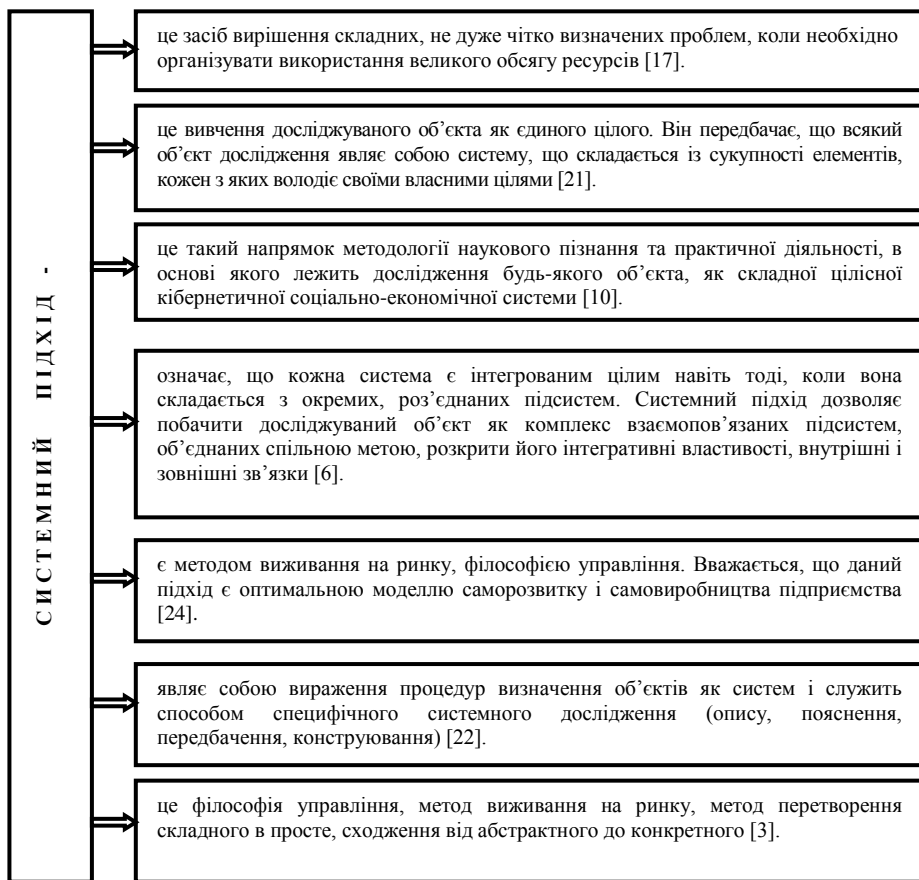 СИСТЕМНИЙ ПІДХІД -
це засіб вирішення складних, не дуже чітко визначених проблем, коли необхідно
організувати використання великого обсягу ресурсів [17].
це вивчення досліджуваного об’єкта як єдиного цілого. Він передбачає, що всякий
об’єкт дослідження являє собою систему, що складається із сукупності елементів,
кожен з яких володіє своїми власними цілями [21].
це такий напрямок методології наукового пізнання та практичної діяльності, в
основі якого лежить дослідження будь-якого об’єкта, як складної цілісної
кібернетичної соціально-економічної системи [10].
означає, що кожна система є інтегрованим цілим навіть тоді, коли вона
складається з окремих, роз’єднаних підсистем. Системний підхід дозволяє
побачити досліджуваний об’єкт як комплекс взаємопов’язаних підсистем,
об’єднаних спільною метою, розкрити його інтегративні властивості, внутрішні і
зовнішні зв’язки [6].
є методом виживання на ринку, філософією управління. Вважається, що даний
підхід є оптимальною моделлю саморозвитку і самовиробництва підприємства
[24].
являє собою вираження процедур визначення об’єктів як систем і служить
способом специфічного системного дослідження (опису, пояснення,
передбачення, конструювання) [22].
це філософія управління, метод виживання на ринку, метод перетворення
складного в просте, сходження від абстрактного до конкретного [3].